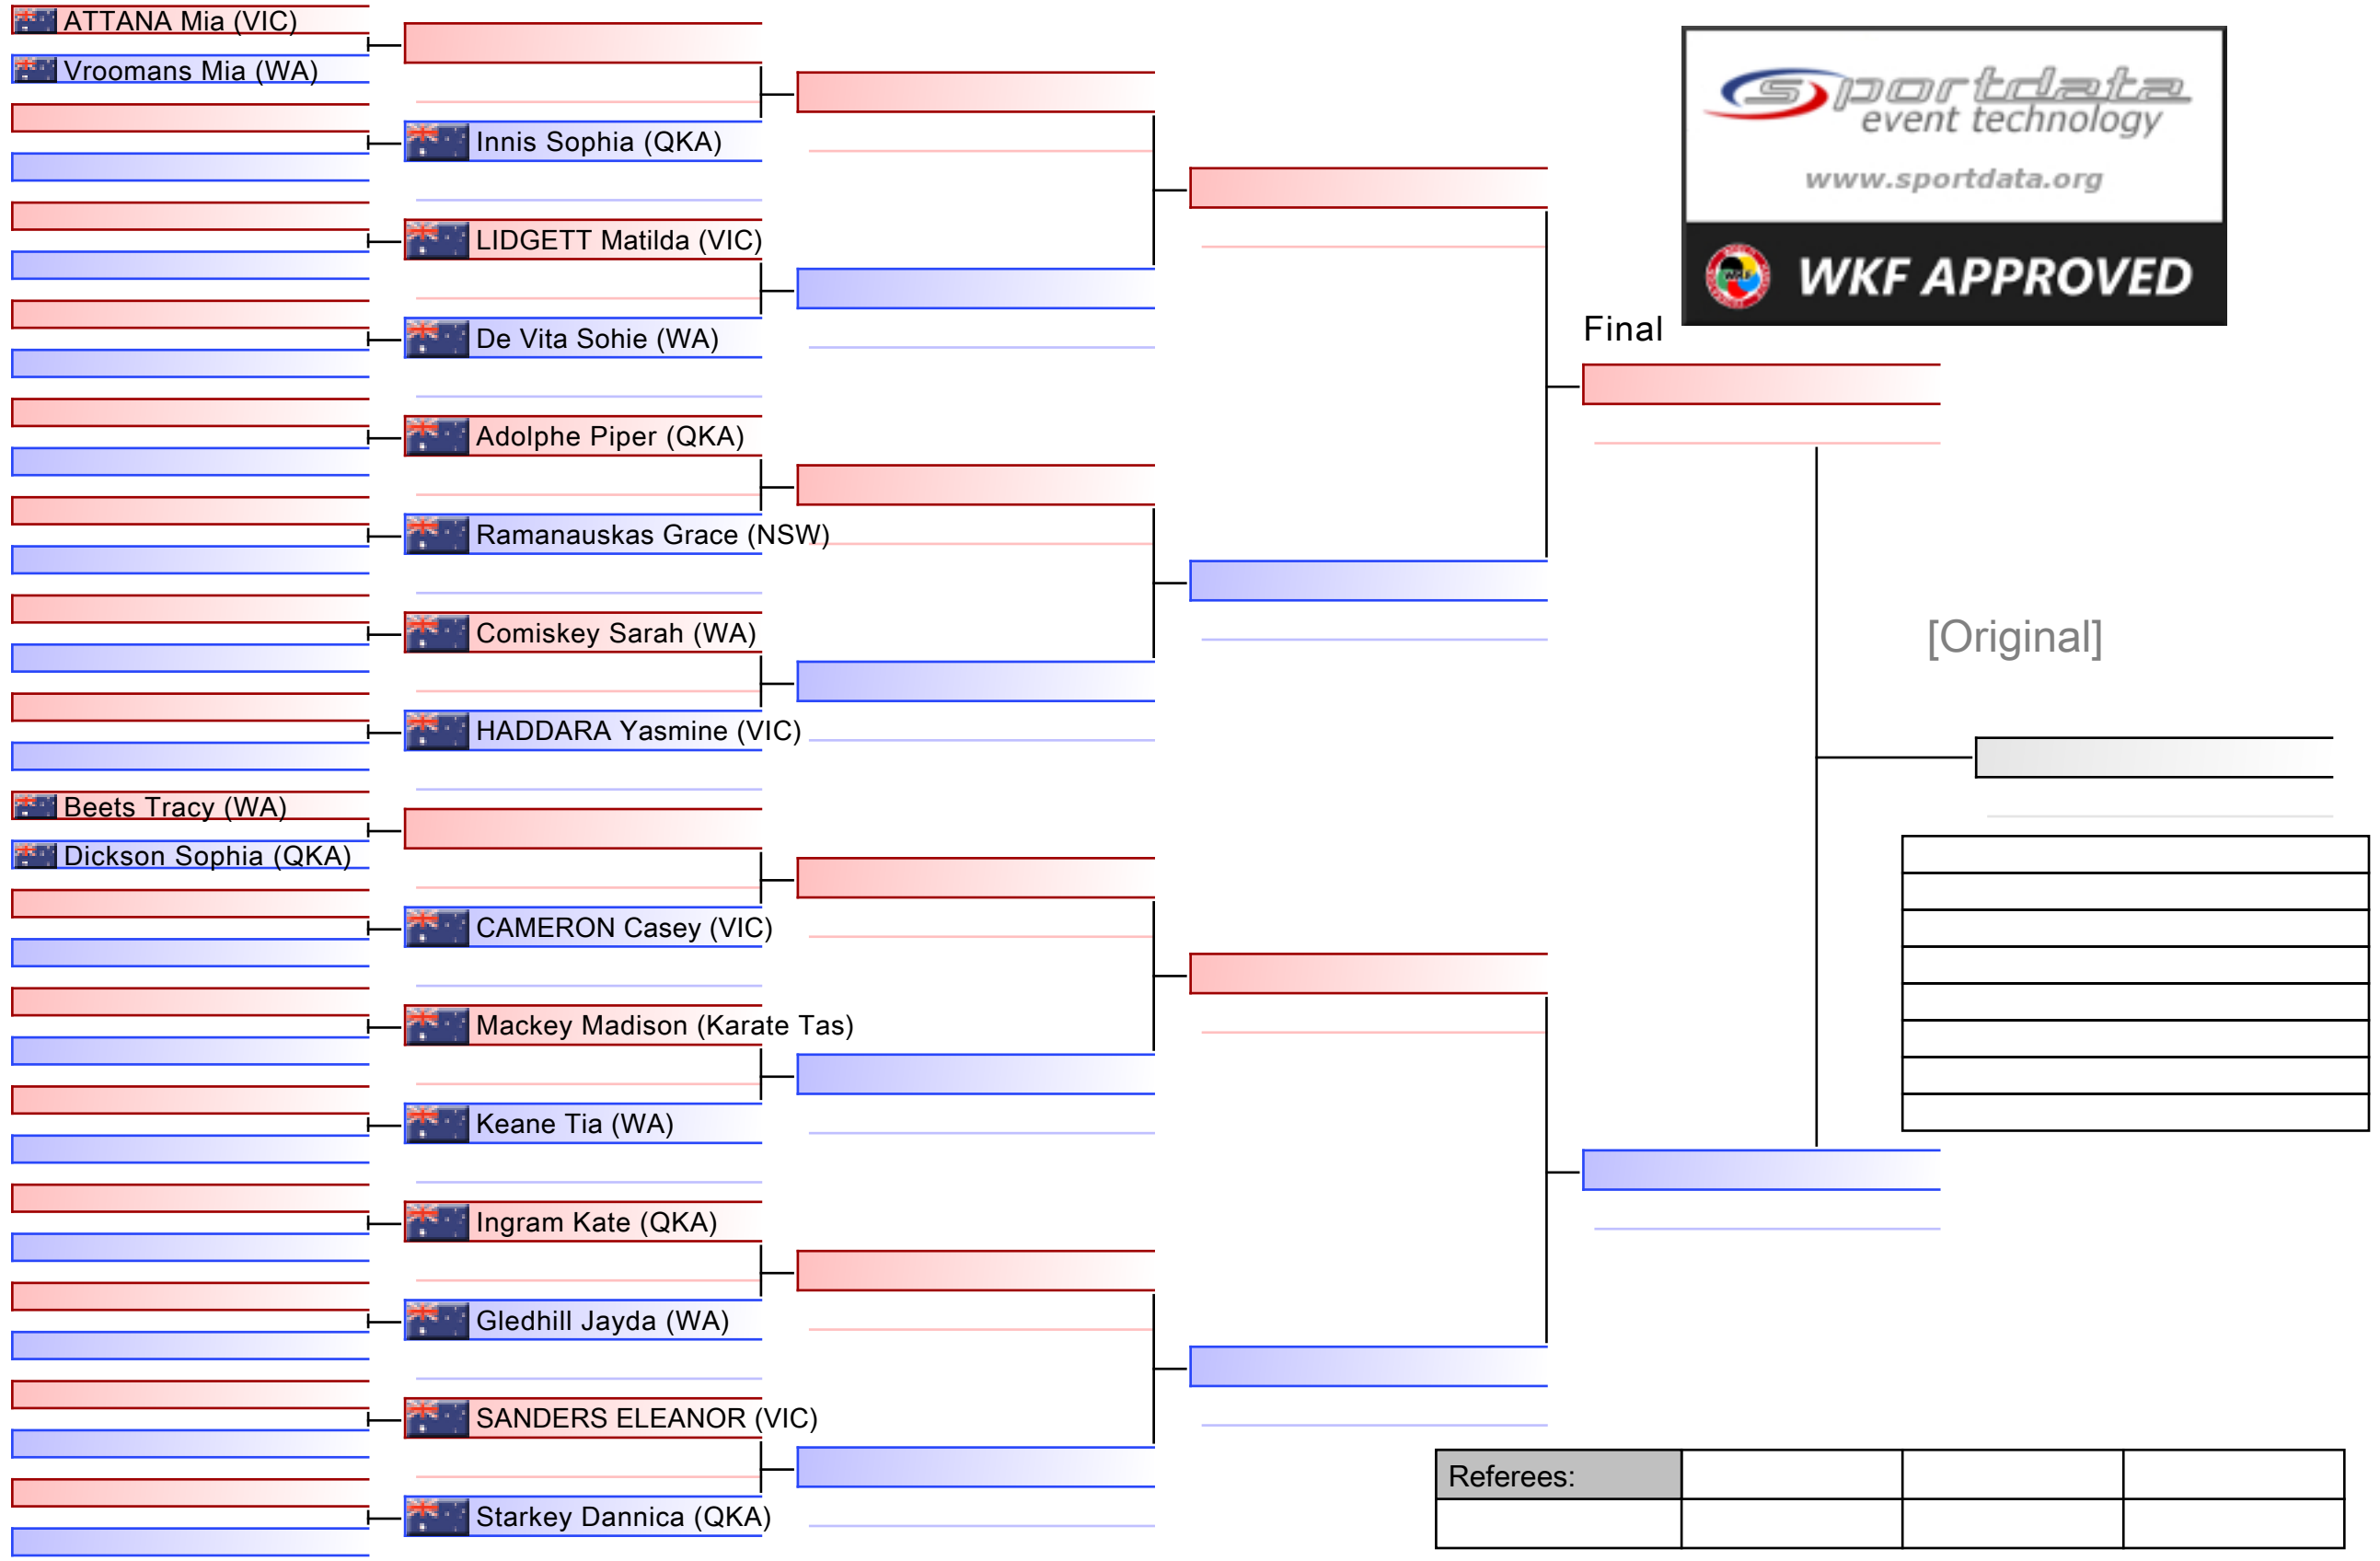 ATTANA Mia (VIC)
Vroomans Mia (WA)
Innis Sophia (QKA)
LIDGETT Matilda (VIC)
De Vita Sohie (WA)
Adolphe Piper (QKA)
Ramanauskas Grace (NSW)
Comiskey Sarah (WA)
HADDARA Yasmine (VIC)
Beets Tracy (WA)
Dickson Sophia (QKA)
CAMERON Casey (VIC)
Mackey Madison (Karate Tas)
Keane Tia (WA)
Ingram Kate (QKA)
Gledhill Jayda (WA)
SANDERS ELEANOR (VIC)
Starkey Dannica (QKA)
sportdata
event technology
www.sportdata.org
WKF
WKF APPROVED
Final
[Original]
Referees: